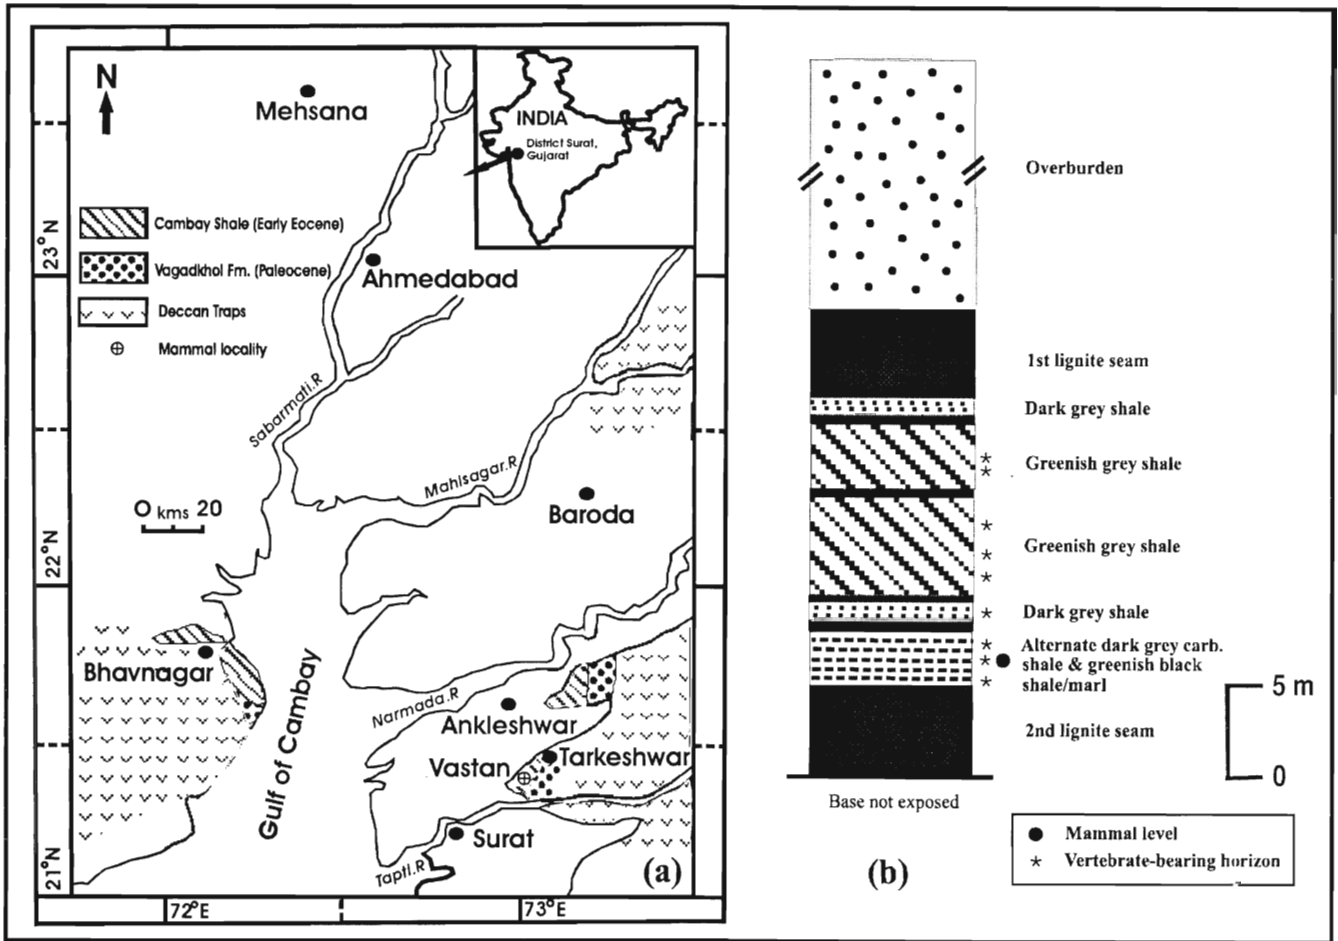 N
Mehsana
INDIA
District Surat,
Gujarat
Cambay Shale (Early Eocene)
Vagadkhol Fm. (Paleocene)
Deccan Traps
Mammal locality
Ahmedabad
Sabarmati.R
Mahisagar.R
O kms 20
Baroda
Bhavnagar
Gulf of Cambay
Narmada.R
Ankleshwar
Vastan
Tarkeshwar
Surat
Tapti.R
(a)
23°N
22°N
21°N
72°E
73°E
Overburden
1st lignite seam
Dark grey shale
Greenish grey shale
Greenish grey shale
Dark grey shale
Alternate dark grey carb.
shale & greenish black
shale/marl
2nd lignite seam
5 m
0
Base not exposed
(b)
Mammal level
* Vertebrate-bearing horizon